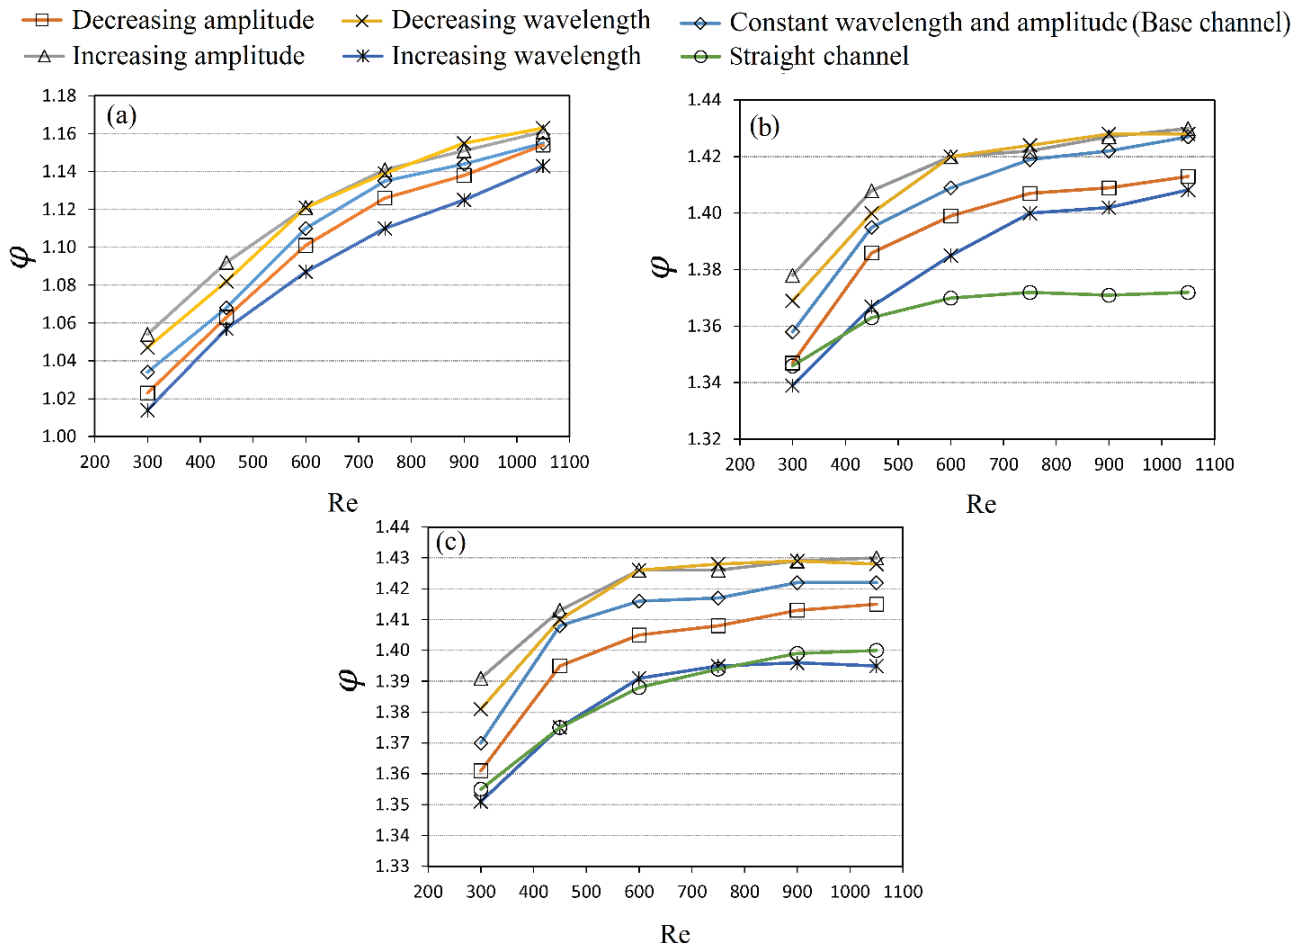 Decreasing amplitude Decreasing wavelength Constant wavelength and amplitude (Base channel)
Increasing amplitude Increasing wavelength Straight channel
(a)
1.18
1.16
1.14
1.12
1.10
1.08
1.06
1.04
1.02
1.00
φ
200 300 400 500 600 700 800 900 1000 1100
Re
(b)
1.44
1.42
1.40
1.38
1.36
1.34
1.32
φ
200 300 400 500 600 700 800 900 1000 1100
Re
(c)
1.44
1.43
1.42
1.41
1.40
1.39
1.38
1.37
1.36
1.35
1.34
1.33
φ
200 300 400 500 600 700 800 900 1000 1100
Re